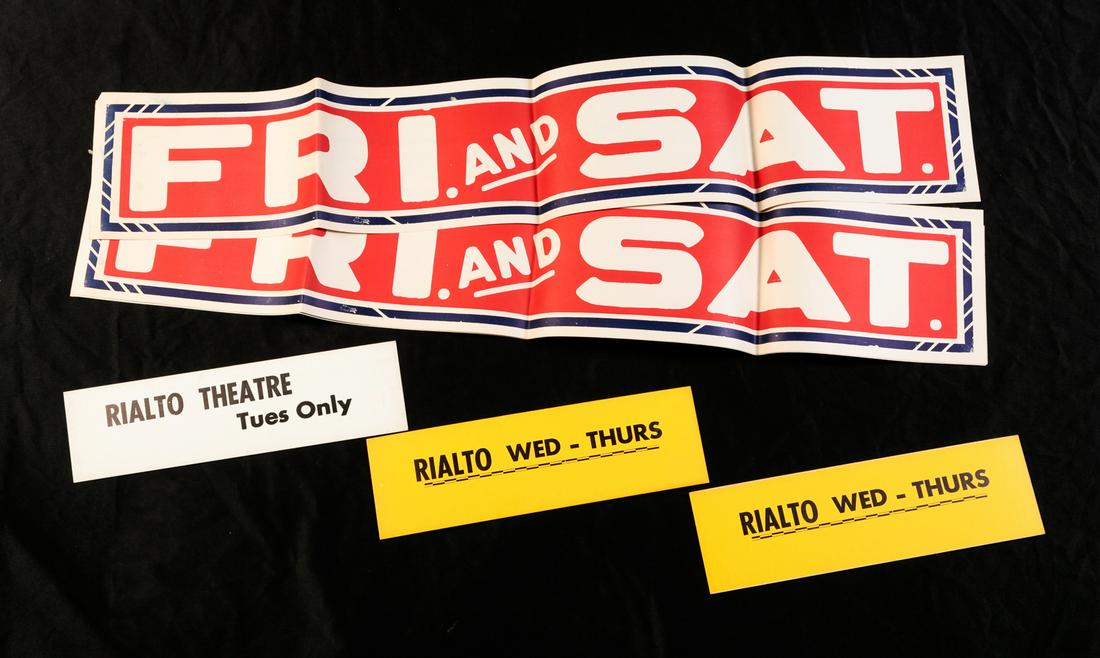 FRI. AND SAT.
FRI. AND SAT.
RIALTO THEATRE
Tues Only
RIALTO WED - THURS
RIALTO WED - THURS